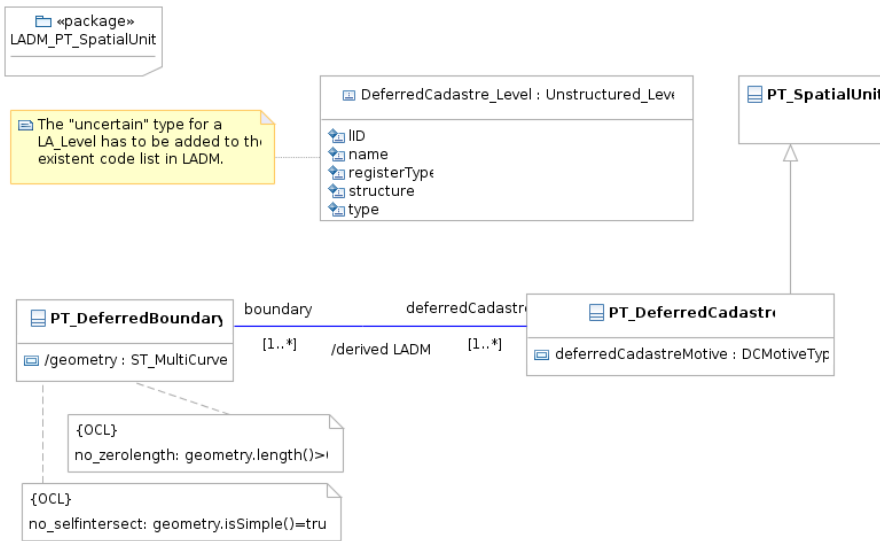 «package»
LADM_PT_SpatialUnit
The "uncertain" type for a
LA_Level has to be added to the
existent code list in LADM.
DeferredCadastre_Level : Unstructured_Leve
lID
name
registerType
structure
type
PT_SpatialUnit
PT_DeferredBoundary
/geometry : ST_MultiCurve
boundary
[1..*]
/derived LADM
deferredCadastre
[1..*]
PT_DeferredCadastre
deferredCadastreMotive : DCMotiveTyp
{OCL}
no_zerolength: geometry.length()>
{OCL}
no_selfintersect: geometry.isSimple()=tru